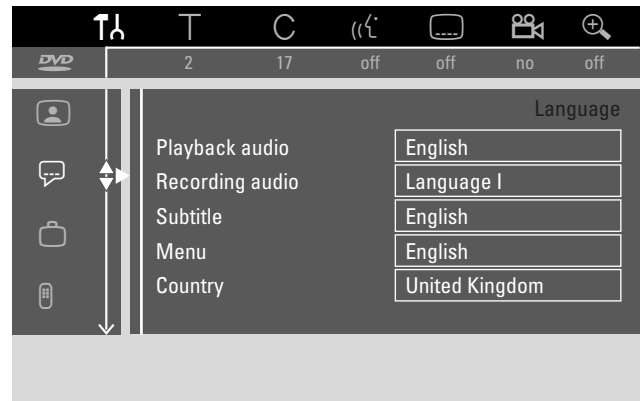 T C
DVD 2 17 off off no off
Language
Playback audio English
Recording audio Language I
Subtitle English
Menu English
Country United Kingdom